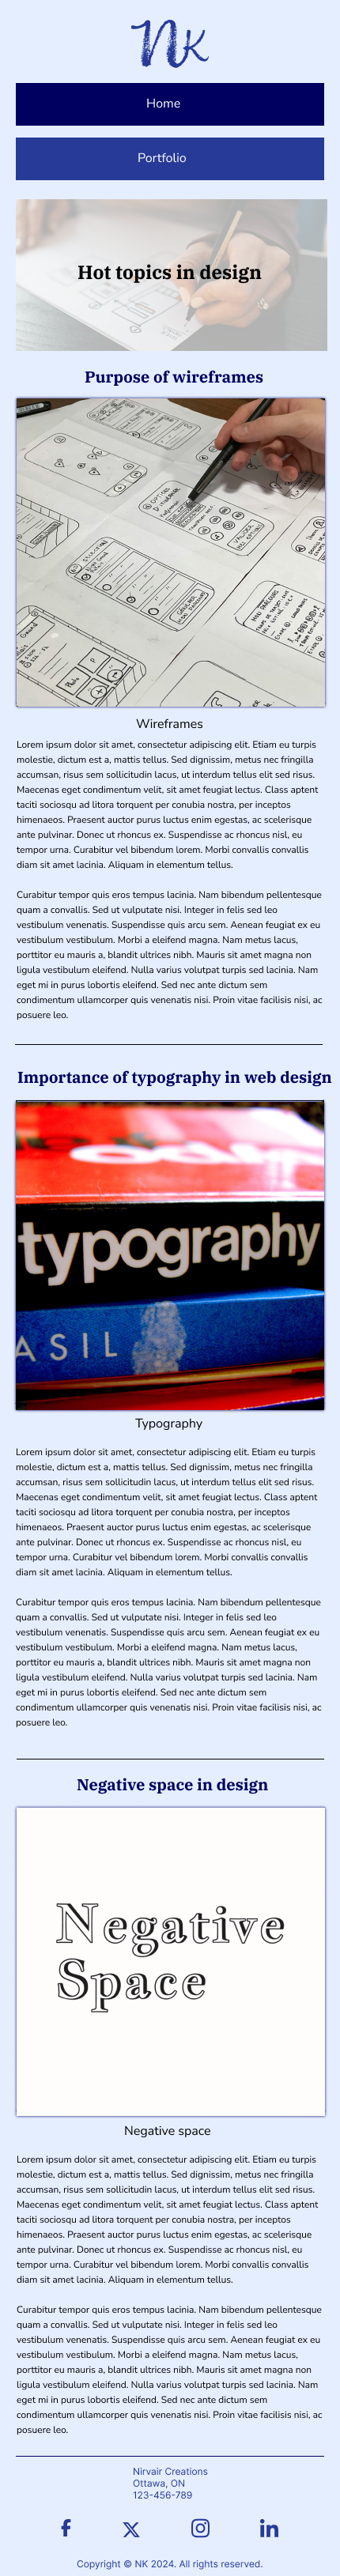 NK
Home
Portfolio
Hot topics in design
Purpose of wireframes
Wireframes
Lorem ipsum dolor sit amet, consectetur adipiscing elit. Etiam eu turpis
molestie, dictum est a, mattis tellus. Sed dignissim, metus nec fringilla
accumsan, risus sem sollicitudin lacus, ut interdum tellus elit sed risus.
Maecenas eget condimentum velit, sit amet feugiat lectus. Class aptent
taciti sociosqu ad litora torquent per conubia nostra, per inceptos
himenaeos. Praesent auctor purus luctus enim egestas, ac scelerisque
ante pulvinar. Donec ut rhoncus ex. Suspendisse ac rhoncus nisl, eu
tempor urna. Curabitur vel bibendum lorem. Morbi convallis convallis
diam sit amet lacinia. Aliquam in elementum tellus.
Curabitur tempor quis eros tempus lacinia. Nam bibendum pellentesque
quam a convallis. Sed ut vulputate nisi. Integer in felis sed leo
vestibulum venenatis. Suspendisse quis arcu sem. Aenean feugiat ex eu
vestibulum vestibulum. Morbi a eleifend magna. Nam metus lacus,
porttitor eu mauris a, blandit ultrices nibh. Mauris sit amet magna non
ligula vestibulum eleifend. Nulla varius volutpat turpis sed lacinia. Nam
eget mi in purus lobortis eleifend. Sed nec ante dictum sem
condimentum ullamcorper quis venenatis nisi. Proin vitae facilisis nisi, ac
posuere leo.
Importance of typography in web design
typography
ASIL
Typography
Lorem ipsum dolor sit amet, consectetur adipiscing elit. Etiam eu turpis
molestie, dictum est a, mattis tellus. Sed dignissim, metus nec fringilla
accumsan, risus sem sollicitudin lacus, ut interdum tellus elit sed risus.
Maecenas eget condimentum velit, sit amet feugiat lectus. Class aptent
taciti sociosqu ad litora torquent per conubia nostra, per inceptos
himenaeos. Praesent auctor purus luctus enim egestas, ac scelerisque
ante pulvinar. Donec ut rhoncus ex. Suspendisse ac rhoncus nisl, eu
tempor urna. Curabitur vel bibendum lorem. Morbi convallis convallis
diam sit amet lacinia. Aliquam in elementum tellus.
Curabitur tempor quis eros tempus lacinia. Nam bibendum pellentesque
quam a convallis. Sed ut vulputate nisi. Integer in felis sed leo
vestibulum venenatis. Suspendisse quis arcu sem. Aenean feugiat ex eu
vestibulum vestibulum. Morbi a eleifend magna. Nam metus lacus,
porttitor eu mauris a, blandit ultrices nibh. Mauris sit amet magna non
ligula vestibulum eleifend. Nulla varius volutpat turpis sed lacinia. Nam
eget mi in purus lobortis eleifend. Sed nec ante dictum sem
condimentum ullamcorper quis venenatis nisi. Proin vitae facilisis nisi, ac
posuere leo.
Negative space in design
Negative
Space
Negative space
Lorem ipsum dolor sit amet, consectetur adipiscing elit. Etiam eu turpis
molestie, dictum est a, mattis tellus. Sed dignissim, metus nec fringilla
accumsan, risus sem sollicitudin lacus, ut interdum tellus elit sed risus.
Maecenas eget condimentum velit, sit amet feugiat lectus. Class aptent
taciti sociosqu ad litora torquent per conubia nostra, per inceptos
himenaeos. Praesent auctor purus luctus enim egestas, ac scelerisque
ante pulvinar. Donec ut rhoncus ex. Suspendisse ac rhoncus nisl, eu
tempor urna. Curabitur vel bibendum lorem. Morbi convallis convallis
diam sit amet lacinia. Aliquam in elementum tellus.
Curabitur tempor quis eros tempus lacinia. Nam bibendum pellentesque
quam a convallis. Sed ut vulputate nisi. Integer in felis sed leo
vestibulum venenatis. Suspendisse quis arcu sem. Aenean feugiat ex eu
vestibulum vestibulum. Morbi a eleifend magna. Nam metus lacus,
porttitor eu mauris a, blandit ultrices nibh. Mauris sit amet magna non
ligula vestibulum eleifend. Nulla varius volutpat turpis sed lacinia. Nam
eget mi in purus lobortis eleifend. Sed nec ante dictum sem
condimentum ullamcorper quis venenatis nisi. Proin vitae facilisis nisi, ac
posuere leo.
Nirvair Creations
Ottawa, ON
123-456-789
Copyright © NK 2024. All rights reserved.